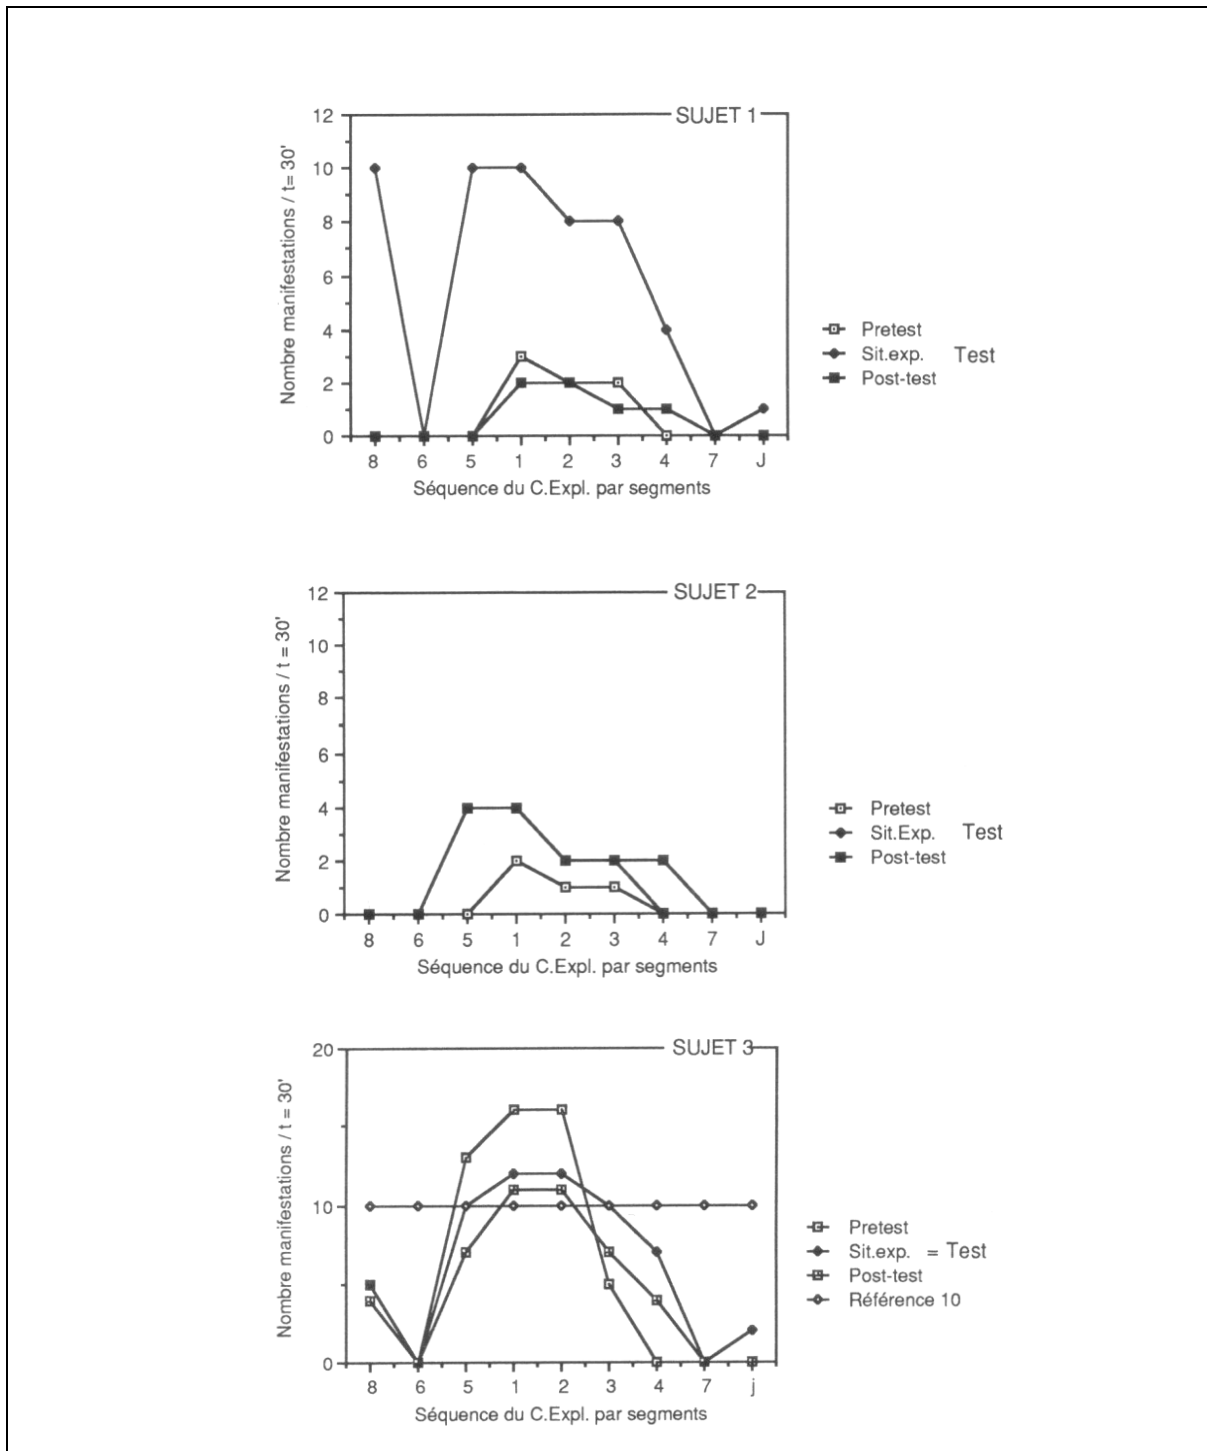 SUJET 1
Nombre manifestations / t= 30'
12
10
8
6
4
2
0
8 6 5 1 2 3 4 7 J
Séquence du C.Expl. par segments
Pretest
Sit.exp. Test
Post-test
SUJET 2
Nombre manifestations / t = 30'
12
10
8
6
4
2
0
8 6 5 1 2 3 4 7 J
Séquence du C.Expl. par segments
Pretest
Sit.Exp. Test
Post-test
SUJET 3
Nombre manifestations / t = 30'
20
10
0
8 6 5 1 2 3 4 7 j
Séquence du C.Expl. par segments
Pretest
Sit.exp. = Test
Post-test
Référence 10